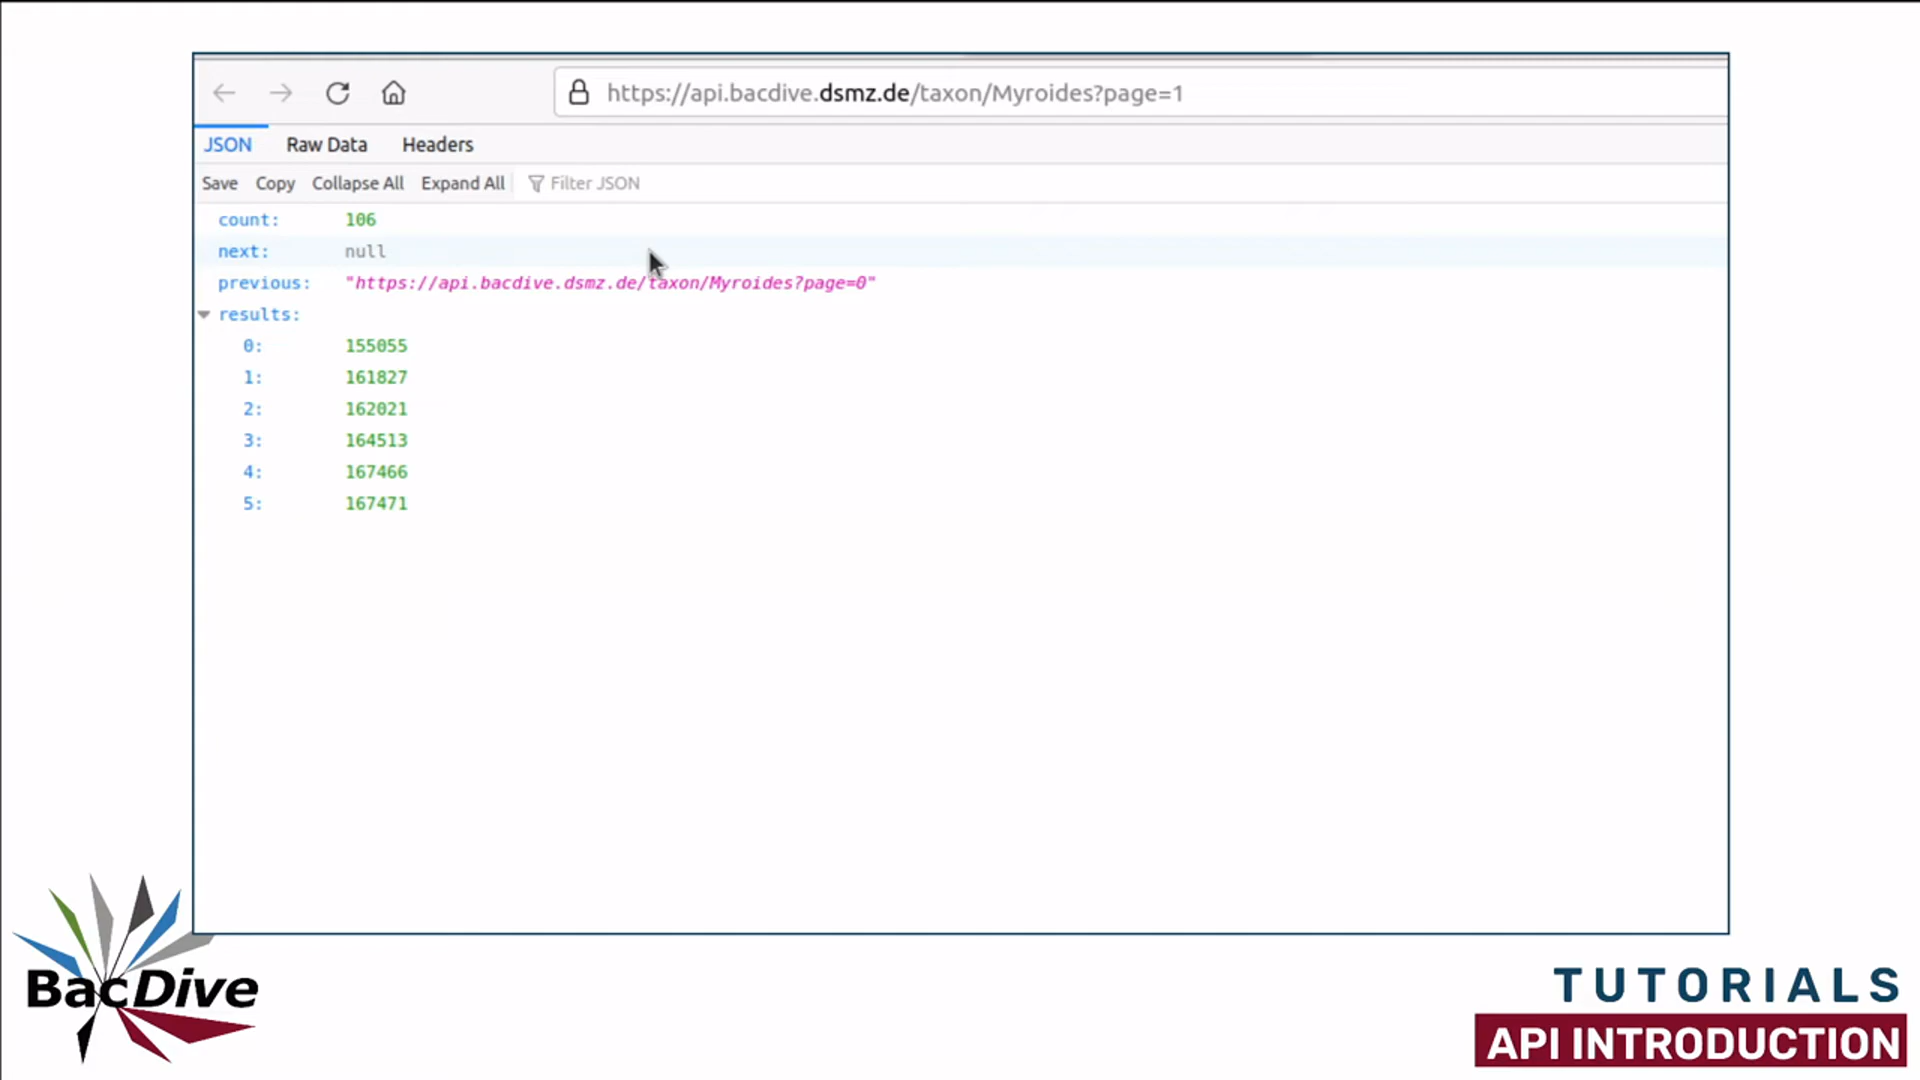 https://api.bacdive.dsmz.de/taxon/Myroides?page=1
JSON Raw Data Headers
Save Copy Collapse All Expand All Filter JSON
count: 106
next: null
previous: "https://api.bacdive.dsmz.de/taxon/Myroides?page=0"
results:
0: 155055
1: 161827
2: 162021
3: 164513
4: 167466
5: 167471
BacDive
TUTORIALS
API INTRODUCTION